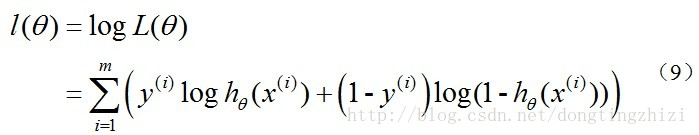 l(θ) = log L(θ)
= ∑_{i=1}^{m} ( y^{(i)} log h_θ(x^{(i)}) + (1 - y^{(i)}) log(1 - h_θ(x^{(i)})) ) （9）
http://blog.csdn.net/dongtingzhizi